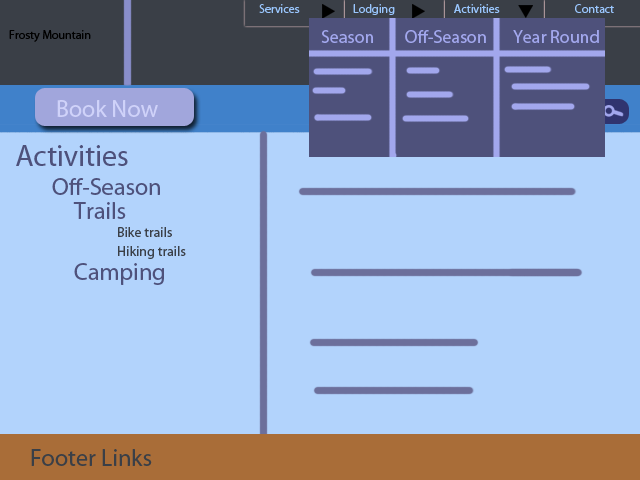 Services Lodging Activities Contact
Frosty Mountain
Season Off-Season Year Round
Book Now
Activities
Off-Season
Trails
Bike trails
Hiking trails
Camping
Footer Links